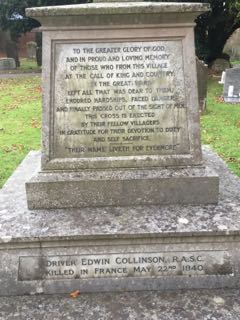 TO THE GREATER GLORY OF GOD
AND IN PROUD AND LOVING MEMORY
OF THOSE WHO FROM THIS VILLAGE
AT THE CALL OF KING AND COUNTRY,
IN THE GREAT
LEFT ALL THAT WAS DEAR TO THEM,
ENDURED HARDSHIPS, FACED DANGERS
AND FINALLY PASSED OUT OF THE SIGHT OF MEN.
THIS CROSS IS ERECTED
BY THEIR FELLOW VILLAGERS
IN GRATITUDE FOR THEIR DEVOTION TO DUTY
AND SELF SACRIFICE.
"THEIR NAME LIVETH FOR EVERMORE"
DRIVER EDWIN COLLINSON, R.A.S.C.
KILLED IN FRANCE MAY 22ND 1940